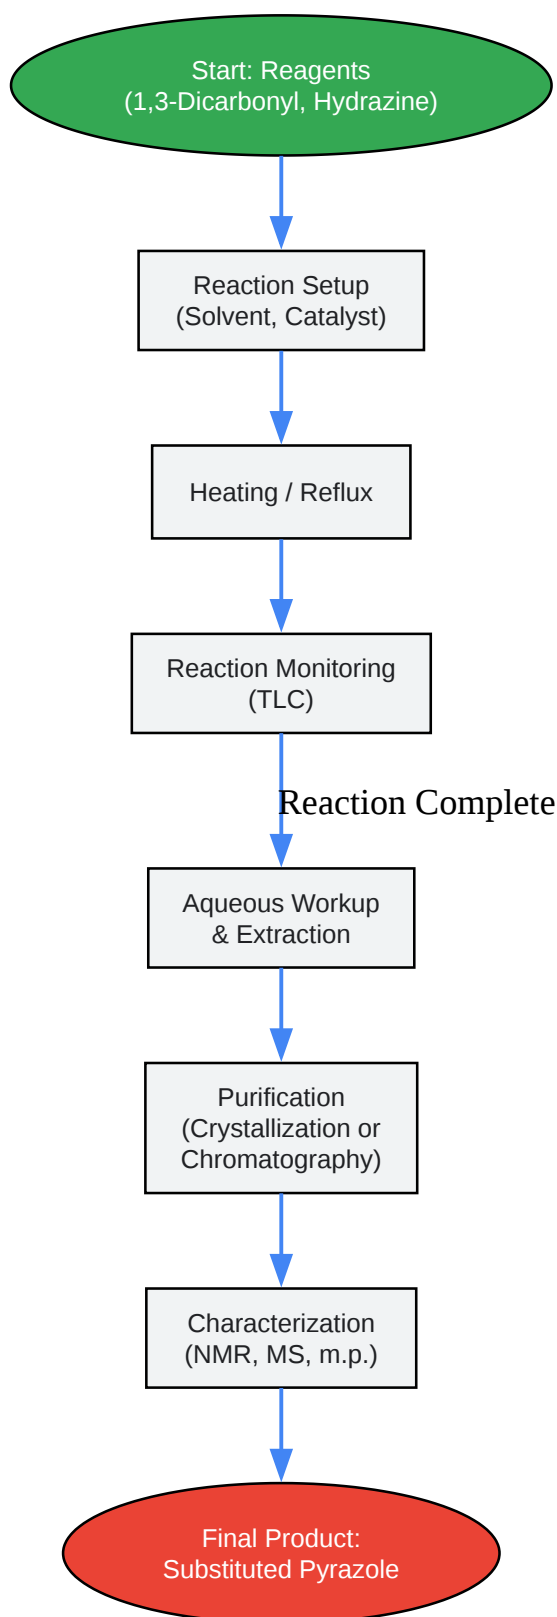 Start: Reagents
(1,3-Dicarbonyl, Hydrazine)
Reaction Setup
(Solvent, Catalyst)
Heating / Reflux
Reaction Monitoring
(TLC)
Reaction Complete
Aqueous Workup
& Extraction
Purification
(Crystallization or
Chromatography)
Characterization
(NMR, MS, m.p.)
Final Product:
Substituted Pyrazole